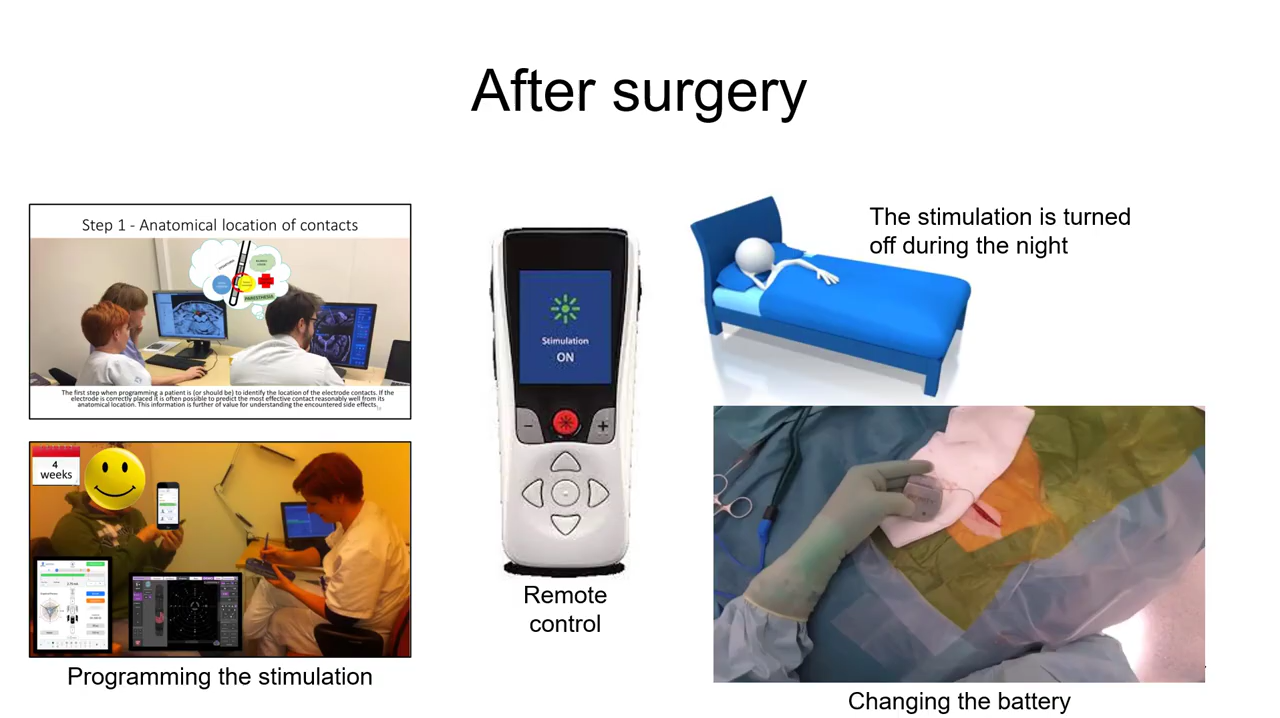 After surgery
Step 1 - Anatomical location of contacts
PARESTHESIA
The first step when programming a patient is (or should be) to identify the location of the electrode contacts. If the
electrode is correctly placed it is often possible to predict the most effective contact reasonably well from its
anatomical location. This information is further of value for understanding the encountered side effects.
4
weeks
Programming the stimulation
Stimulation
ON
Remote
control
The stimulation is turned
off during the night
Changing the battery